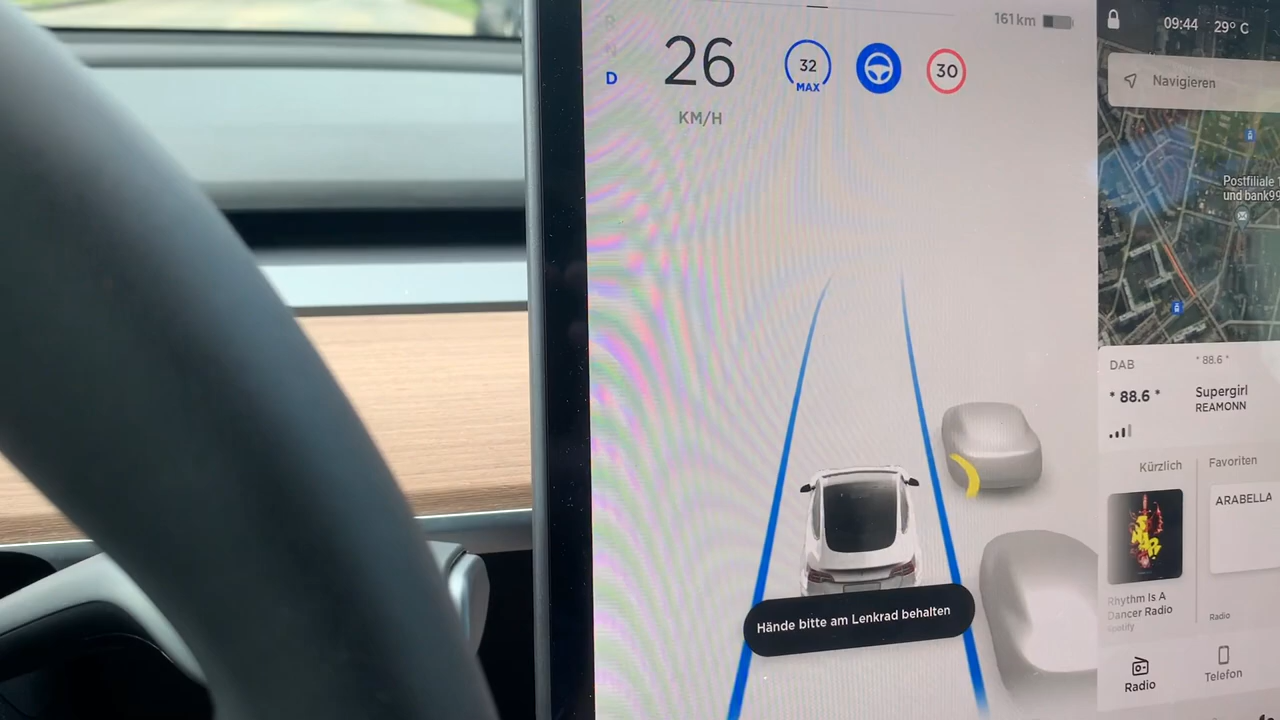 R
N
D
26
KM/H
32
MAX
30
161 km
09:44
29° C
Navigieren
Postfiliale
und bank99
DAB
* 88.6 *
* 88.6 *
Supergirl
REAMONN
Kürzlich
Favoriten
ARABELLA
Rhythm Is A
Dancer Radio
Spotify
Radio
Hände bitte am Lenkrad behalten
Radio
Telefon